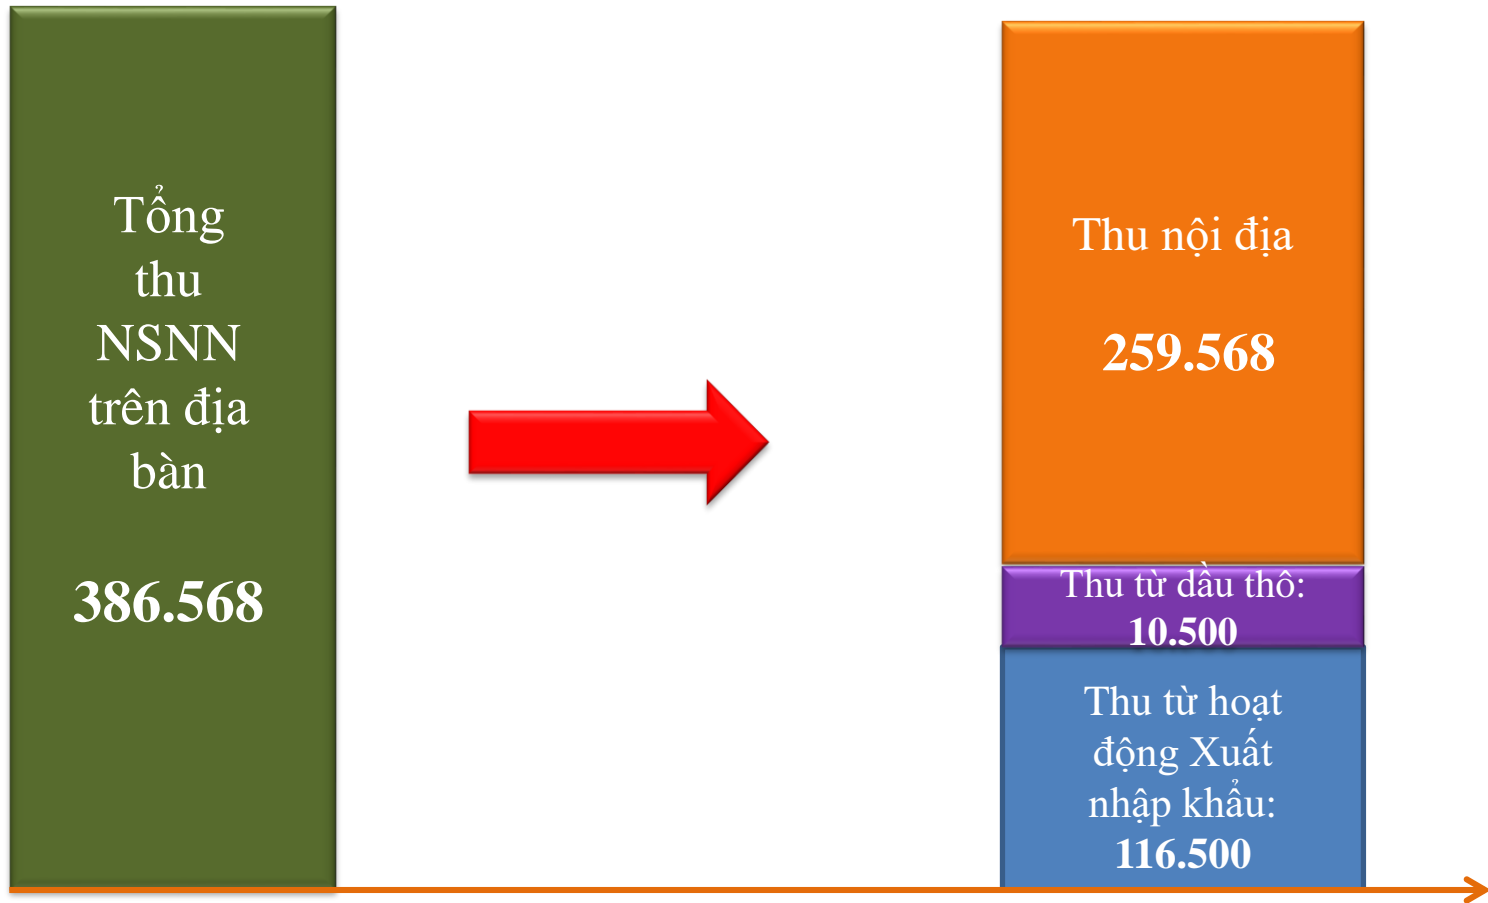 Tổng
thu
NSNN
trên địa
bàn
386.568
Thu nội địa
259.568
Thu từ dầu thô:
10.500
Thu từ hoạt
động Xuất
nhập khẩu:
116.500